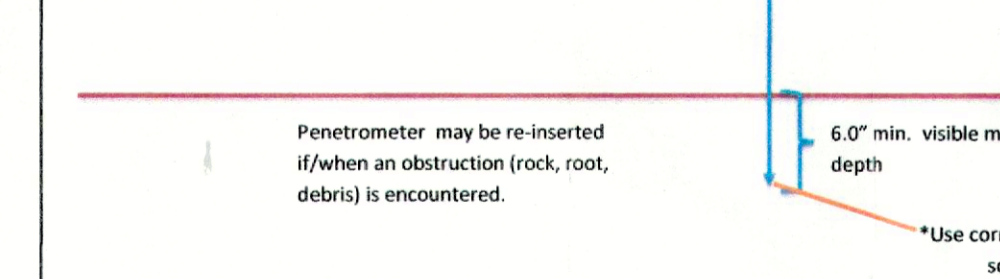 Penetrometer may be re-inserted
if/when an obstruction (rock, root,
debris) is encountered.
6.0" min. visible
depth
*Use